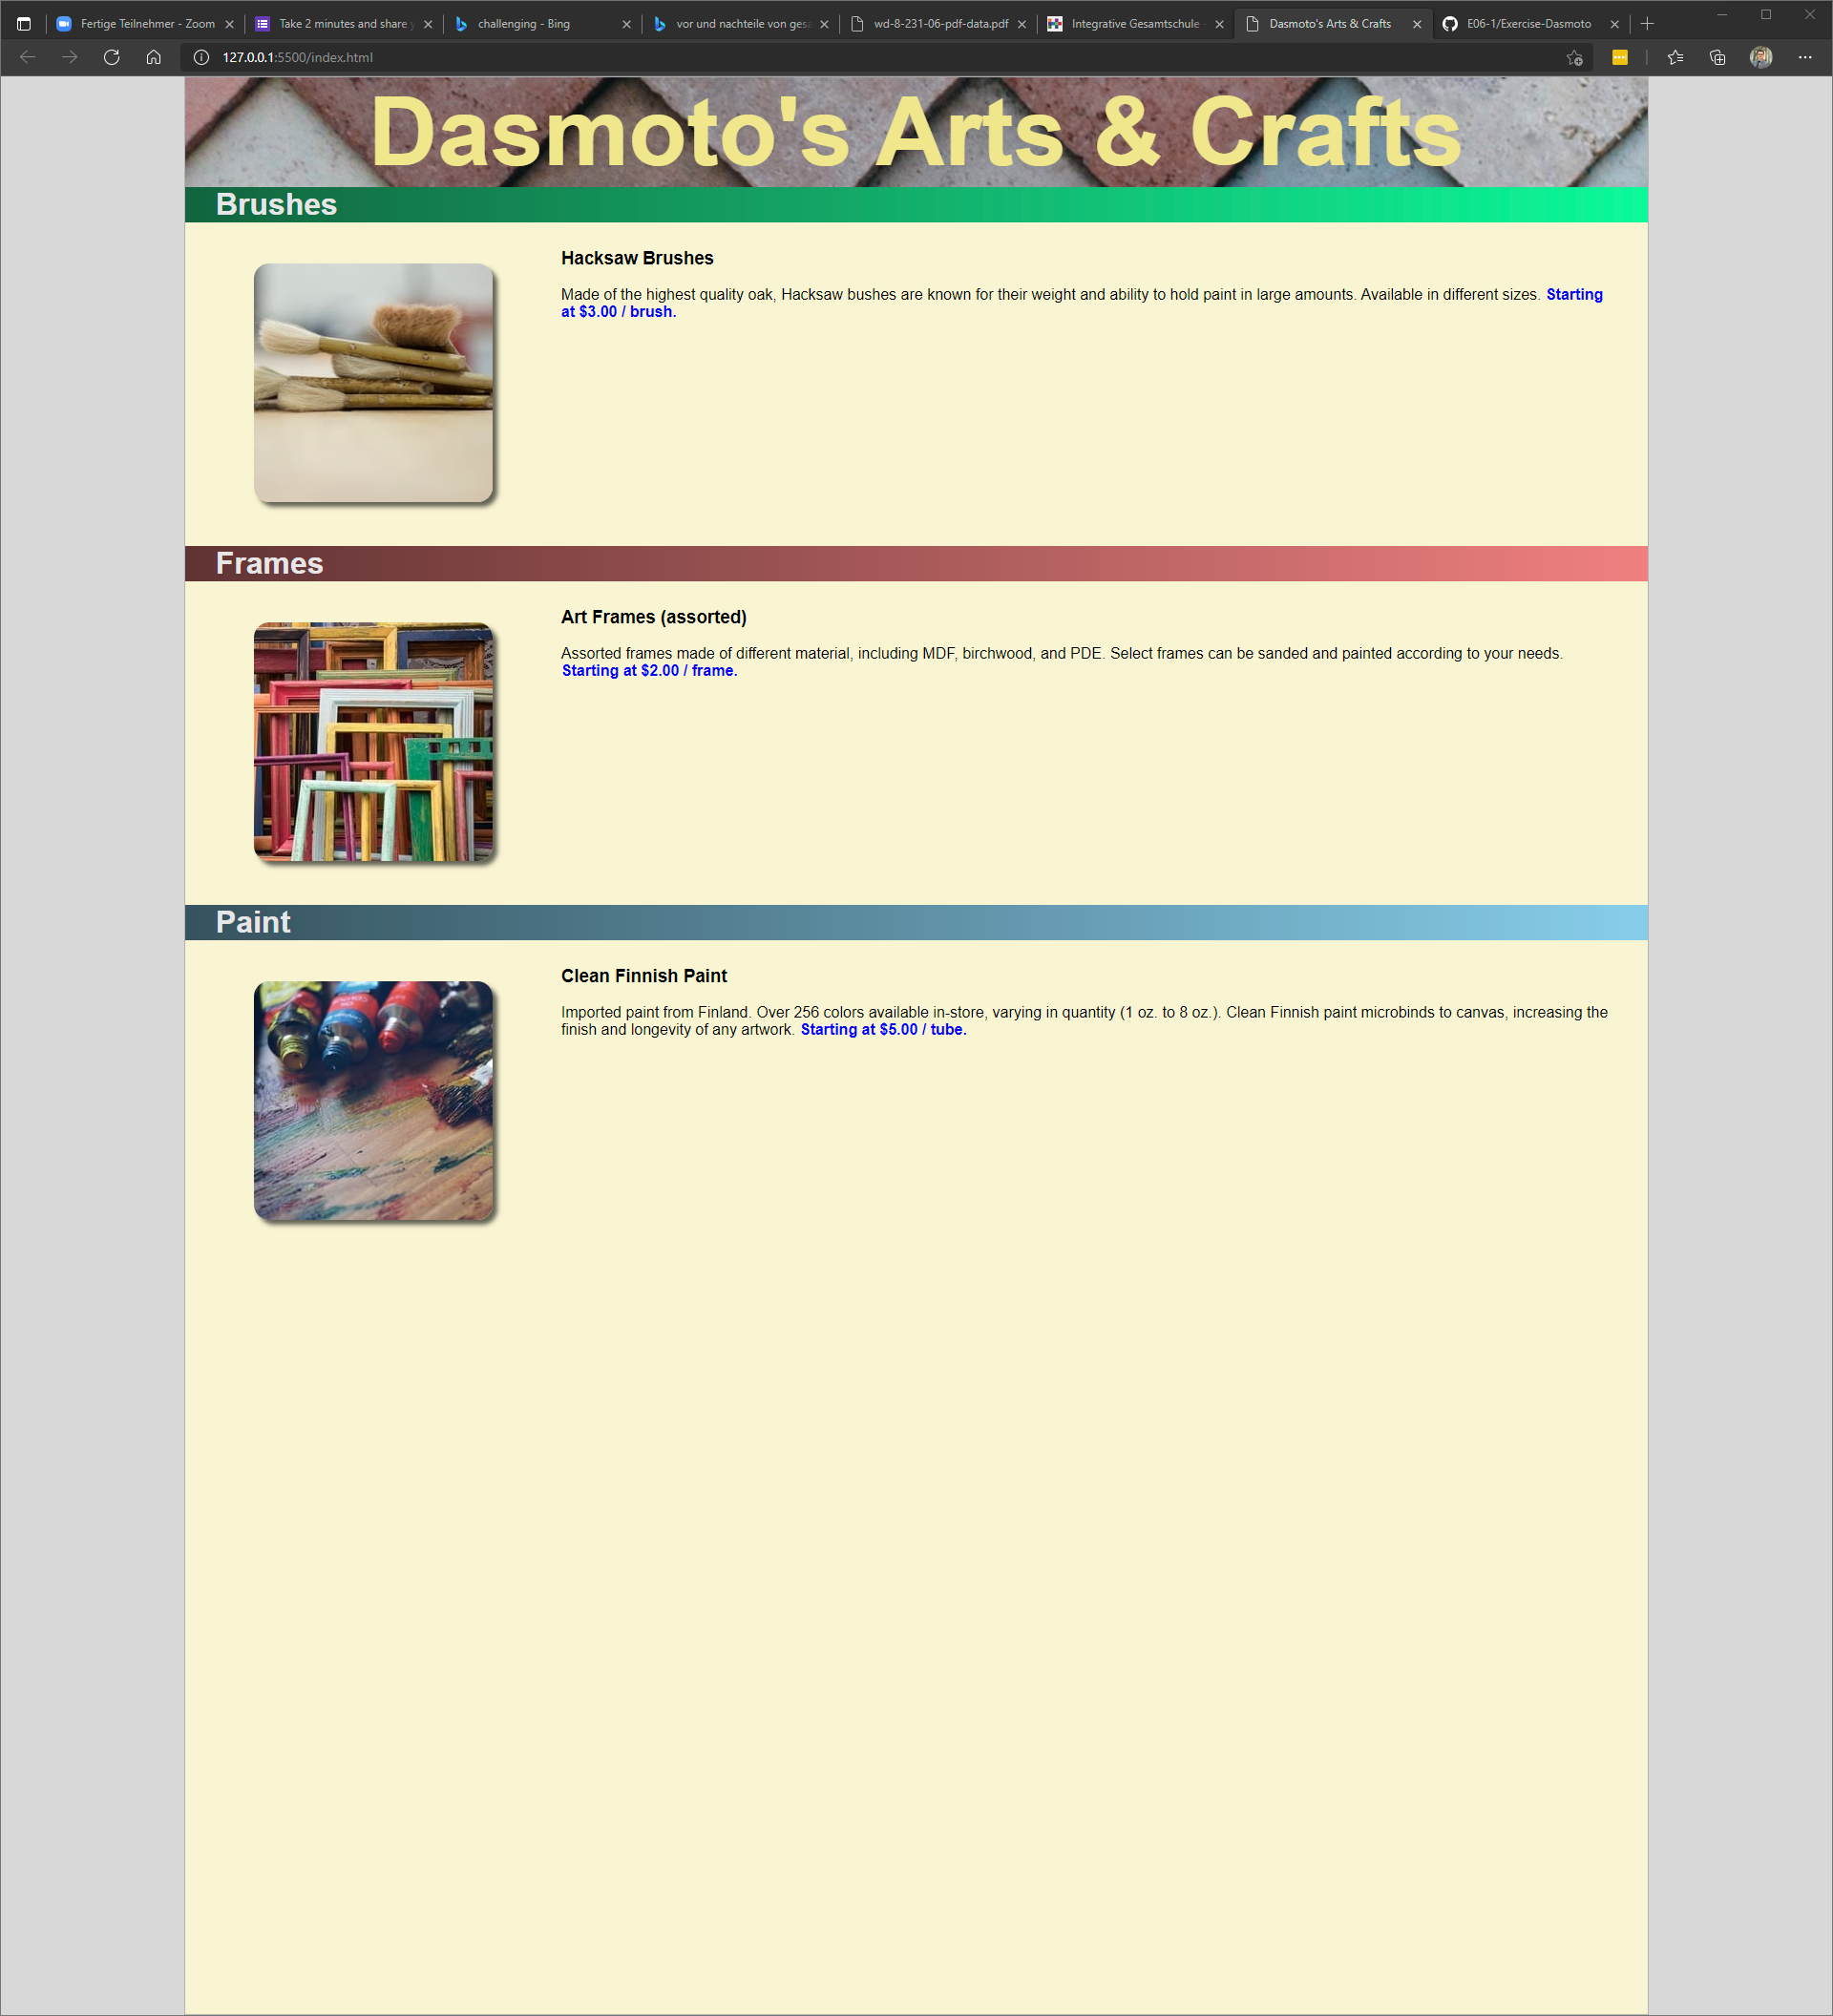 Fertige Teilnehmer - Zoom
Take 2 minutes and share
challenging - Bing
vor und nachteile von gesa
wd-8-231-06-pdf-data.pdf
Integrative Gesamtschule
Dasmoto's Arts & Crafts
E06-1/Exercise-Dasmoto
127.0.0.1:5500/index.html
Dasmoto's Arts & Crafts
Brushes
Hacksaw Brushes
Made of the highest quality oak, Hacksaw bushes are known for their weight and ability to hold paint in large amounts. Available in different sizes. Starting
at $3.00 / brush.
Frames
Art Frames (assorted)
Assorted frames made of different material, including MDF, birchwood, and PDE. Select frames can be sanded and painted according to your needs.
Starting at $2.00 / frame.
Paint
Clean Finnish Paint
Imported paint from Finland. Over 256 colors available in-store, varying in quantity (1 oz. to 8 oz.). Clean Finnish paint microbinds to canvas, increasing the
finish and longevity of any artwork. Starting at $5.00 / tube.